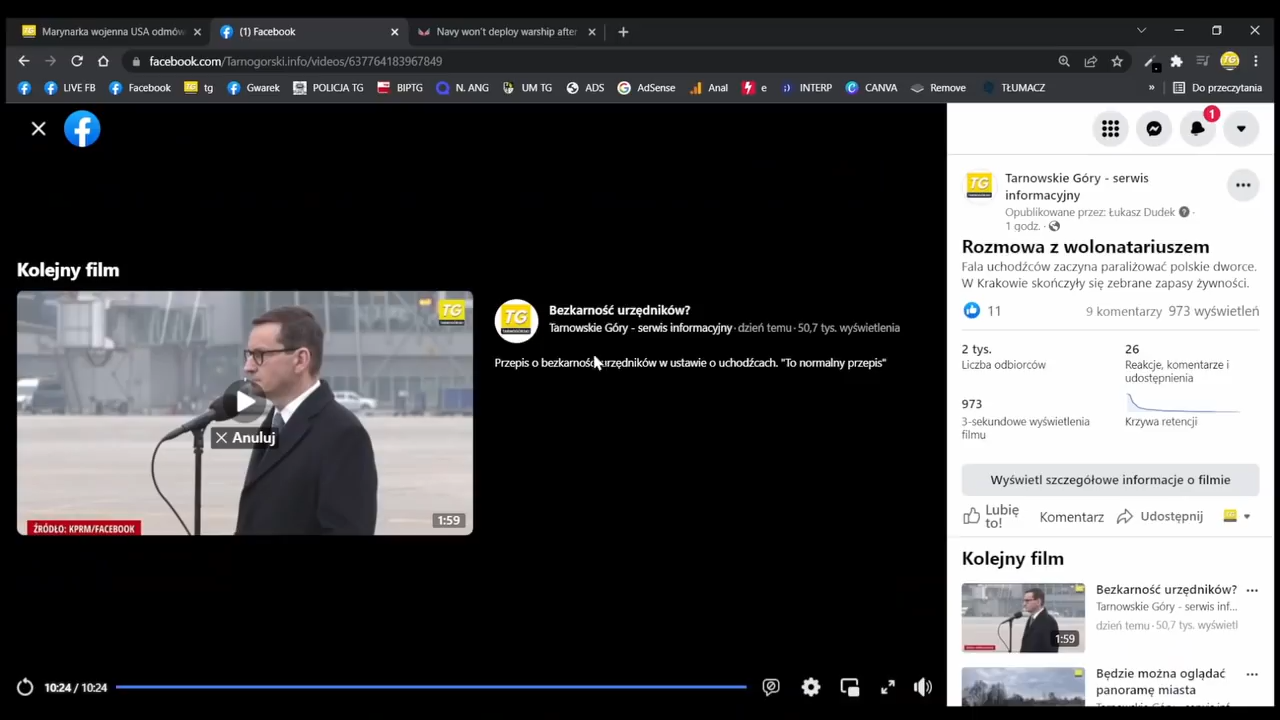 Marynarka wojenna USA odmów
(1) Facebook
Navy won't deploy warship after
facebook.com/Tarnogorski.info/videos/637764183967849
LIVE FB
Facebook
tg
Gwarek
POLICJA TG
BIPTG
N. ANG
UM TG
ADS
AdSense
Anal
e
INTERP
CANVA
Remove
TŁUMACZ
»
Do przeczytania
1
TG
Tarnowskie Góry - serwis
informacyjny
Opublikowane przez: Łukasz Dudek ·
1 godz. ·
Rozmowa z wolonatariuszem
Fala uchodźców zaczyna paraliżować polskie dworce.
W Krakowie skończyły się zebrane zapasy żywności.
11
9 komentarzy 973 wyświetleń
2 tys.
Liczba odbiorców
26
Reakcje, komentarze i
udostępnienia
973
3-sekundowe wyświetlenia
filmu
Krzywa retencji
Wyświetl szczegółowe informacje o filmie
Lubię
to!
Komentarz
Udostępnij
Kolejny film
Bezkarność urzędników?
Tarnowskie Góry - serwis inf...
dzień temu · 50,7 tys. wyświetl
1:59
Będzie można oglądać
panoramę miasta
Kolejny film
TG
Anuluj
ŹRÓDŁO: KPRM/FACEBOOK
1:59
TG
Bezkarność urzędników?
Tarnowskie Góry - serwis informacyjny · dzień temu · 50,7 tys. wyświetlenia
Przepis o bezkarności urzędników w ustawie o uchodźcach. "To normalny przepis"
10:24 / 10:24